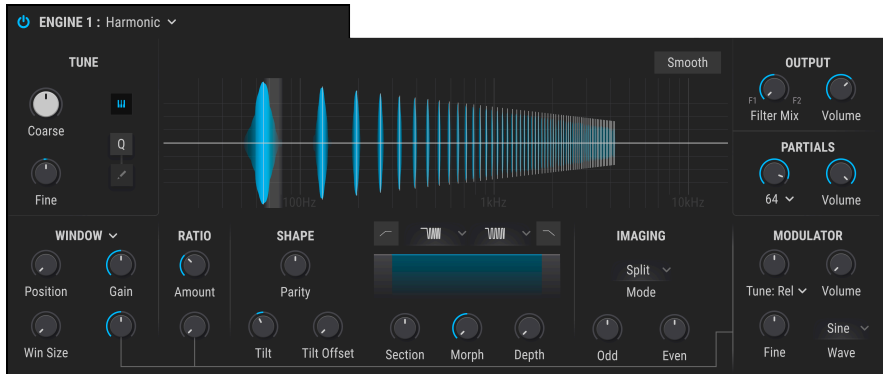 ENGINE 1 : Harmonic
TUNE
Smooth
OUTPUT
Coarse
F1 F2
Filter Mix Volume
Q
PARTIALS
Fine
100Hz 1kHz 10kHz
64 Volume
WINDOW RATIO SHAPE IMAGING MODULATOR
Position Gain Amount Parity Split Mode Tune: Rel Volume
Win Size Tilt Tilt Offset Section Morph Depth Odd Even Fine Sine Wave